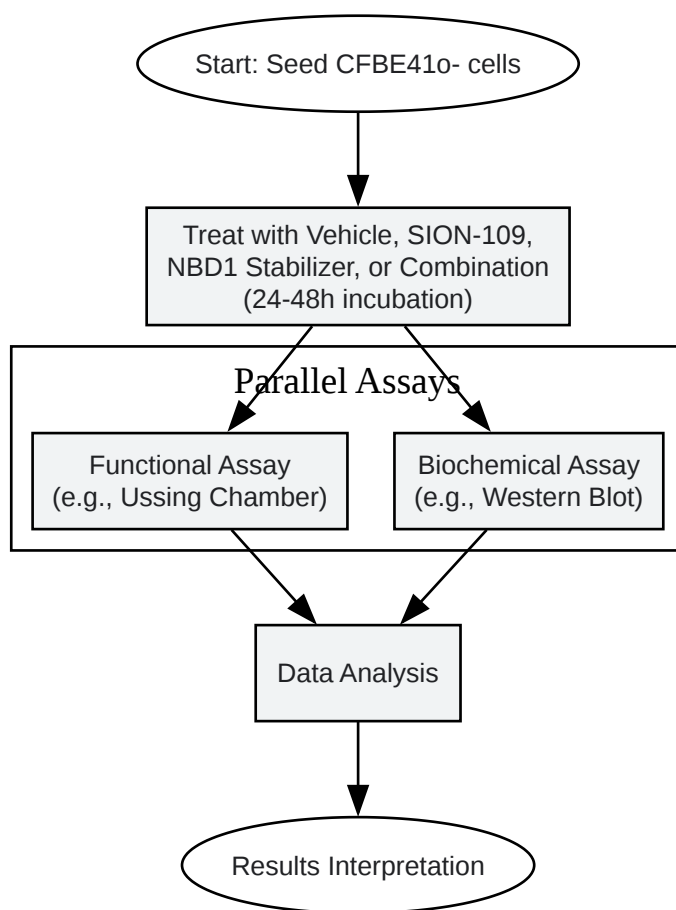 Start: Seed CFBE41o- cells
Treat with Vehicle, SION-109,
NBD1 Stabilizer, or Combination
(24-48h incubation)
Parallel Assays
Functional Assay
(e.g., Ussing Chamber)
Biochemical Assay
(e.g., Western Blot)
Data Analysis
Results Interpretation